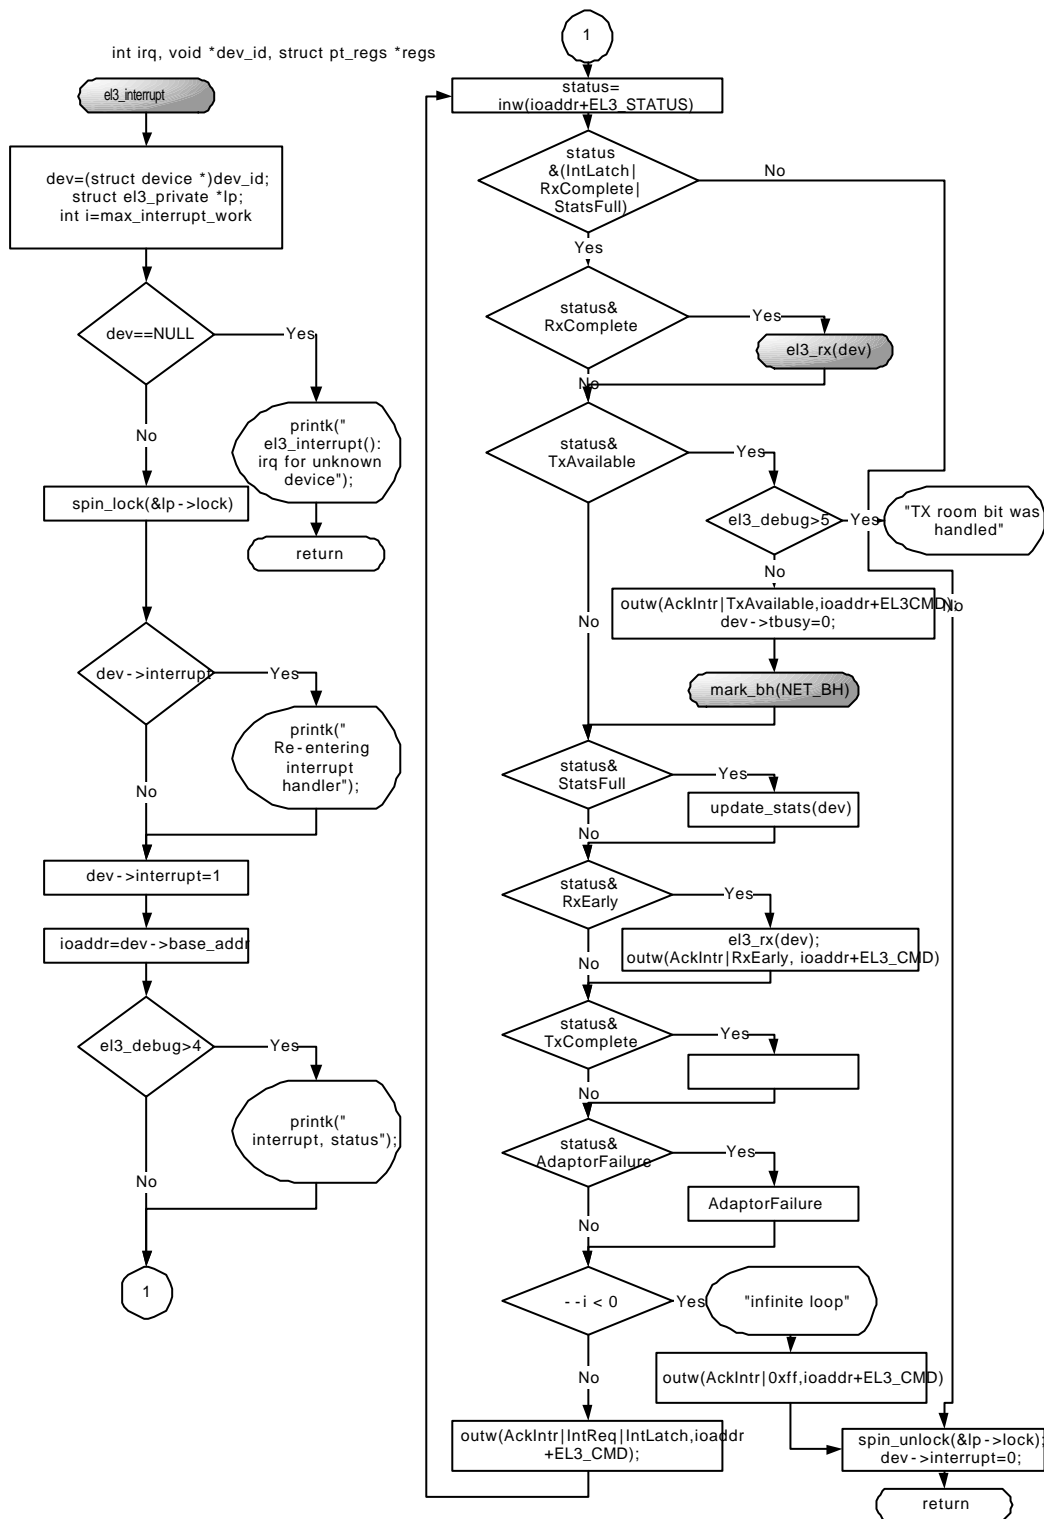 int irq, void *dev_id, struct pt_regs *regs
el3_interrupt
dev=(struct device *)dev_id;
struct el3_private *lp;
int i=max_interrupt_work
dev==NULL
Yes
No
printk("
el3_interrupt():
irq for unknown
device");
return
spin_lock(&lp->lock)
dev->interrupt
Yes
No
printk("
Re-entering
interrupt
handler");
dev->interrupt=1
ioaddr=dev->base_addr
el3_debug>4
Yes
No
printk("
interrupt, status");
1
1
status=
inw(ioaddr+EL3_STATUS)
status
&(IntLatch|
RxComplete|
StatsFull)
No
Yes
status&
RxComplete
Yes
el3_rx(dev)
No
status&
TxAvailable
Yes
No
el3_debug>5
Yes
"TX room bit was
handled"
No
outw(AckIntr|TxAvailable,ioaddr+EL3CMD);
dev->tbusy=0;
No
mark_bh(NET_BH)
status&
StatsFull
Yes
update_stats(dev)
No
status&
RxEarly
Yes
el3_rx(dev);
outw(AckIntr|RxEarly, ioaddr+EL3_CMD)
No
status&
TxComplete
Yes
No
status&
AdaptorFailure
Yes
AdaptorFailure
No
--i < 0
Yes
"infinite loop"
No
outw(AckIntr|0xff,ioaddr+EL3_CMD)
outw(AckIntr|IntReq|IntLatch,ioaddr
+EL3_CMD);
spin_unlock(&lp->lock);
dev->interrupt=0;
return